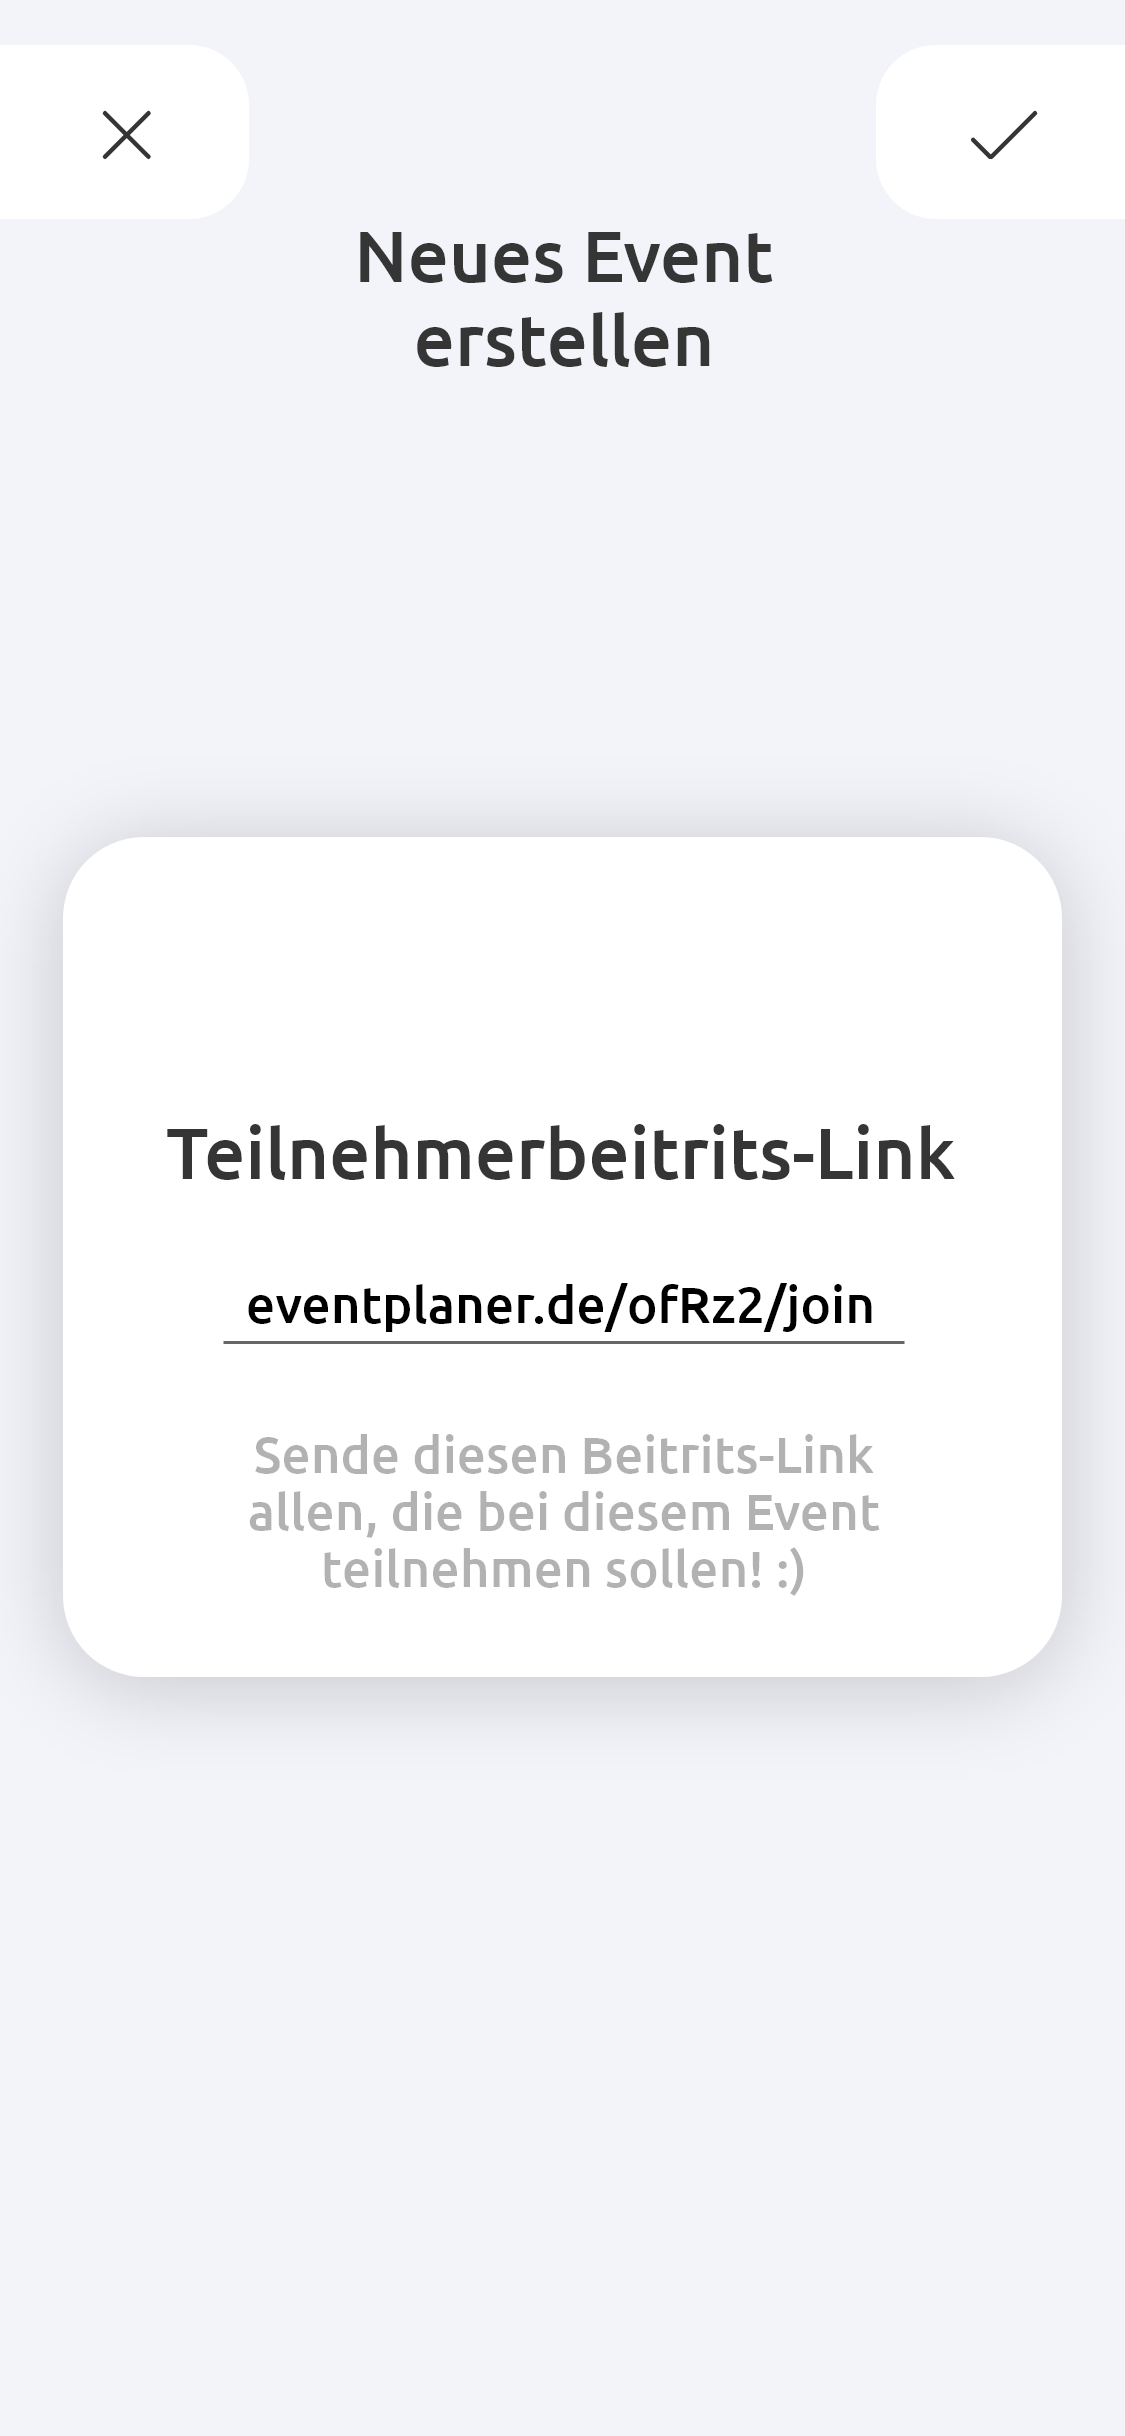 Neues Event
erstellen
Teilnehmerbeitrits-Link
eventplaner.de/ofRz2/join
Sende diesen Beitrits-Link
allen, die bei diesem Event
teilnehmen sollen! :)